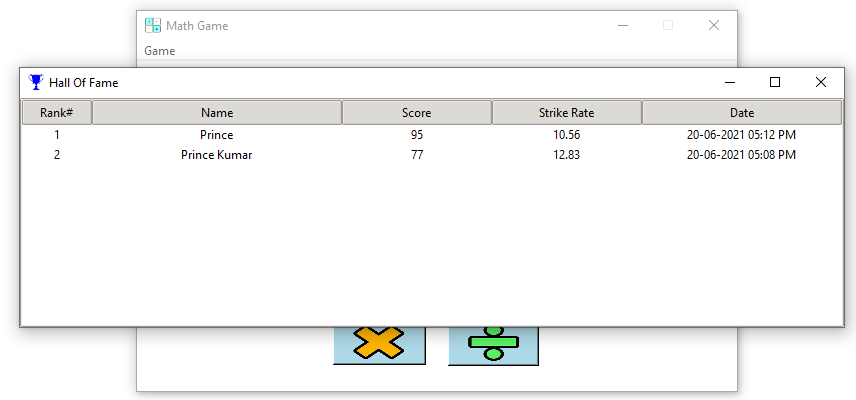 Math Game
Game
Hall Of Fame
Rank# Name Score Strike Rate Date
1 Prince 95 10.56 20-06-2021 05:12 PM
2 Prince Kumar 77 12.83 20-06-2021 05:08 PM